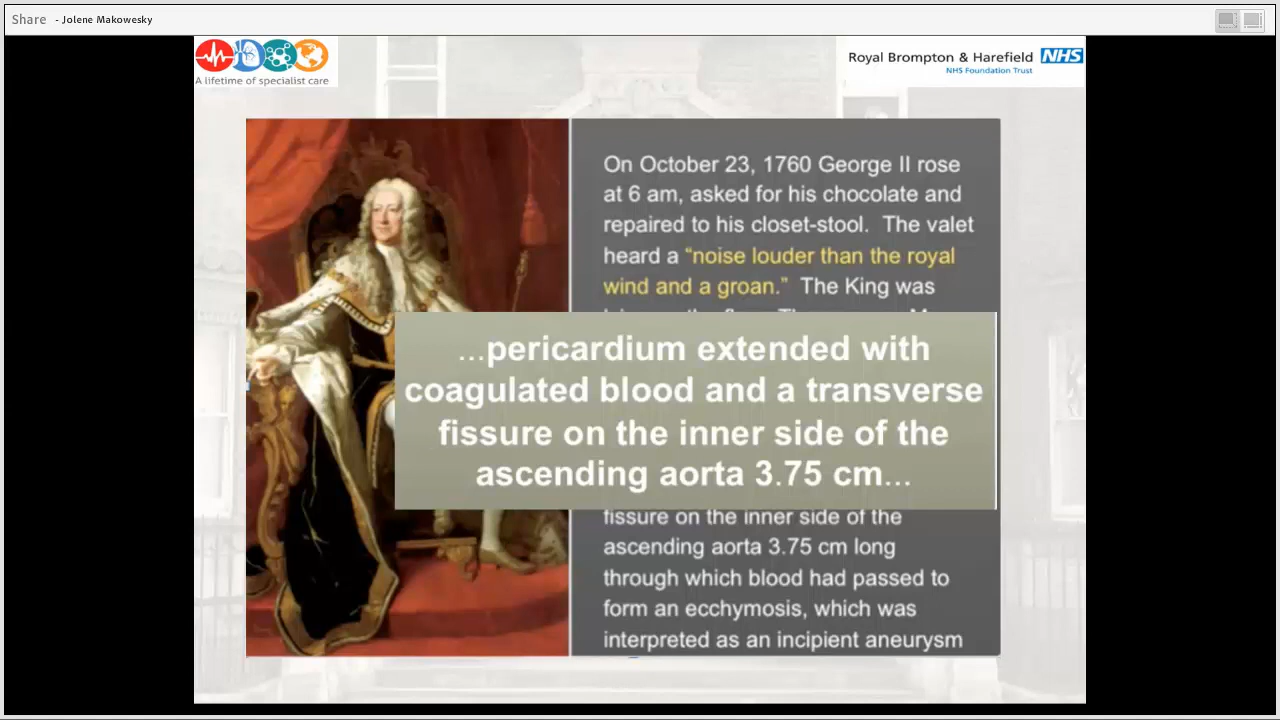 Share - Jolene Makowesky
A lifetime of specialist care
Royal Brompton & Harefield NHS
NHS Foundation Trust
On October 23, 1760 George II rose
at 6 am, asked for his chocolate and
repaired to his closet-stool. The valet
heard a “noise louder than the royal
wind and a groan.” The King was
...pericardium extended with
coagulated blood and a transverse
fissure on the inner side of the
ascending aorta 3.75 cm...
fissure on the inner side of the
ascending aorta 3.75 cm long
through which blood had passed to
form an ecchymosis, which was
interpreted as an incipient aneurysm